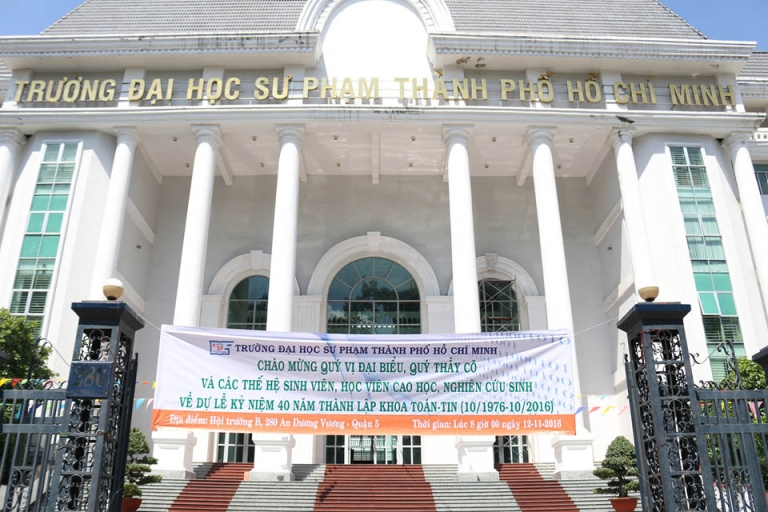 TRƯỜNG ĐẠI HỌC SƯ PHẠM THÀNH PHỐ HỒ CHÍ MINH
TRƯỜNG ĐẠI HỌC SƯ PHẠM THÀNH PHỐ HỒ CHÍ MINH
CHÀO MỪNG QUÝ VỊ ĐẠI BIỂU, QUÝ THẦY CÔ
VÀ CÁC THẾ HỆ SINH VIÊN, HỌC VIÊN CAO HỌC, NGHIÊN CỨU SINH
VỀ DỰ LỄ KỶ NIỆM 40 NĂM THÀNH LẬP KHOA TOÁN-TIN (10/1976-10/2016)
Địa điểm: Hội trường B, 280 An Dương Vương - Quận 5 Thời gian: Lúc 8 giờ 00 ngày 12-11-2016